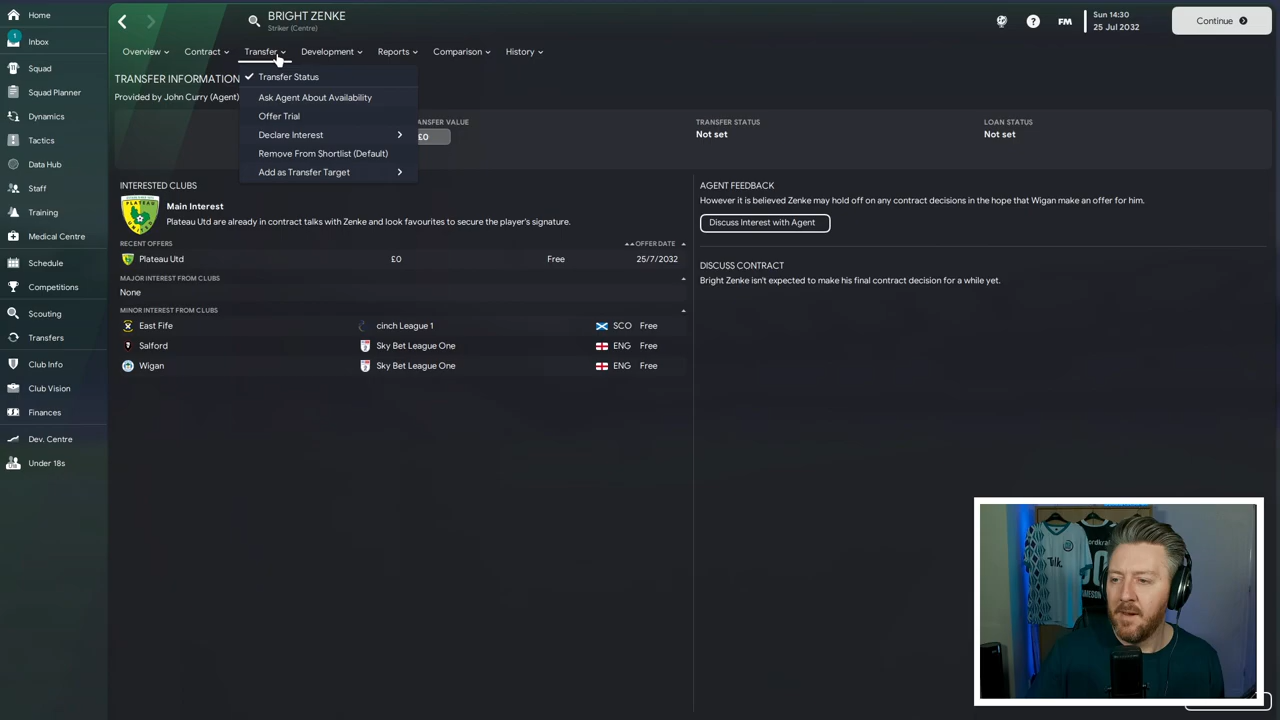 Home
Inbox
1
Squad
Squad Planner
Dynamics
Tactics
Data Hub
Staff
Training
Medical Centre
Schedule
Competitions
Scouting
Transfers
Club Info
Club Vision
Finances
Dev. Centre
Under 18s
BRIGHT ZENKE
Striker (Centre)
FM
Sun 14:30
25 Jul 2032
Continue
Overview
Contract
Transfer
Development
Reports
Comparison
History
TRANSFER INFORMATION
Provided by John Curry (Agent)
Transfer Status
Ask Agent About Availability
Offer Trial
Declare Interest
Remove From Shortlist (Default)
Add as Transfer Target
£0
TRANSFER STATUS
Not set
LOAN STATUS
Not set
INTERESTED CLUBS
Main Interest
Plateau Utd are already in contract talks with Zenke and look favourites to secure the player's signature.
RECENT OFFERS
OFFER DATE
Plateau Utd £0 Free 25/7/2032
MAJOR INTEREST FROM CLUBS
None
MINOR INTEREST FROM CLUBS
East Fife cinch League 1 SCO Free
Salford Sky Bet League One ENG Free
Wigan Sky Bet League One ENG Free
AGENT FEEDBACK
However it is believed Zenke may hold off on any contract decisions in the hope that Wigan make an offer for him.
Discuss Interest with Agent
DISCUSS CONTRACT
Bright Zenke isn't expected to make his final contract decision for a while yet.